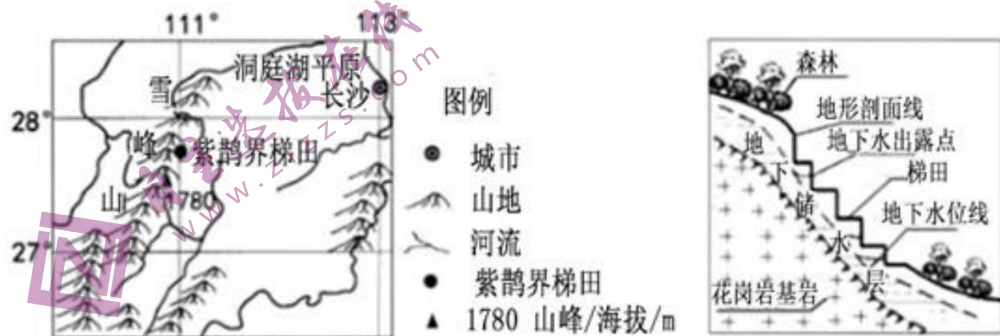 111° 113°
28°
27°
洞庭湖平原
长沙
雪
峰
山
紫鹊界梯田
1780
图例
城市
山地
河流
紫鹊界梯田
1780 山峰/海拔/m
森林
地形剖面线
地下水出露点
梯田
地下水位线
地
下
储
水
层
花岗岩基岩
www.zizzs.com